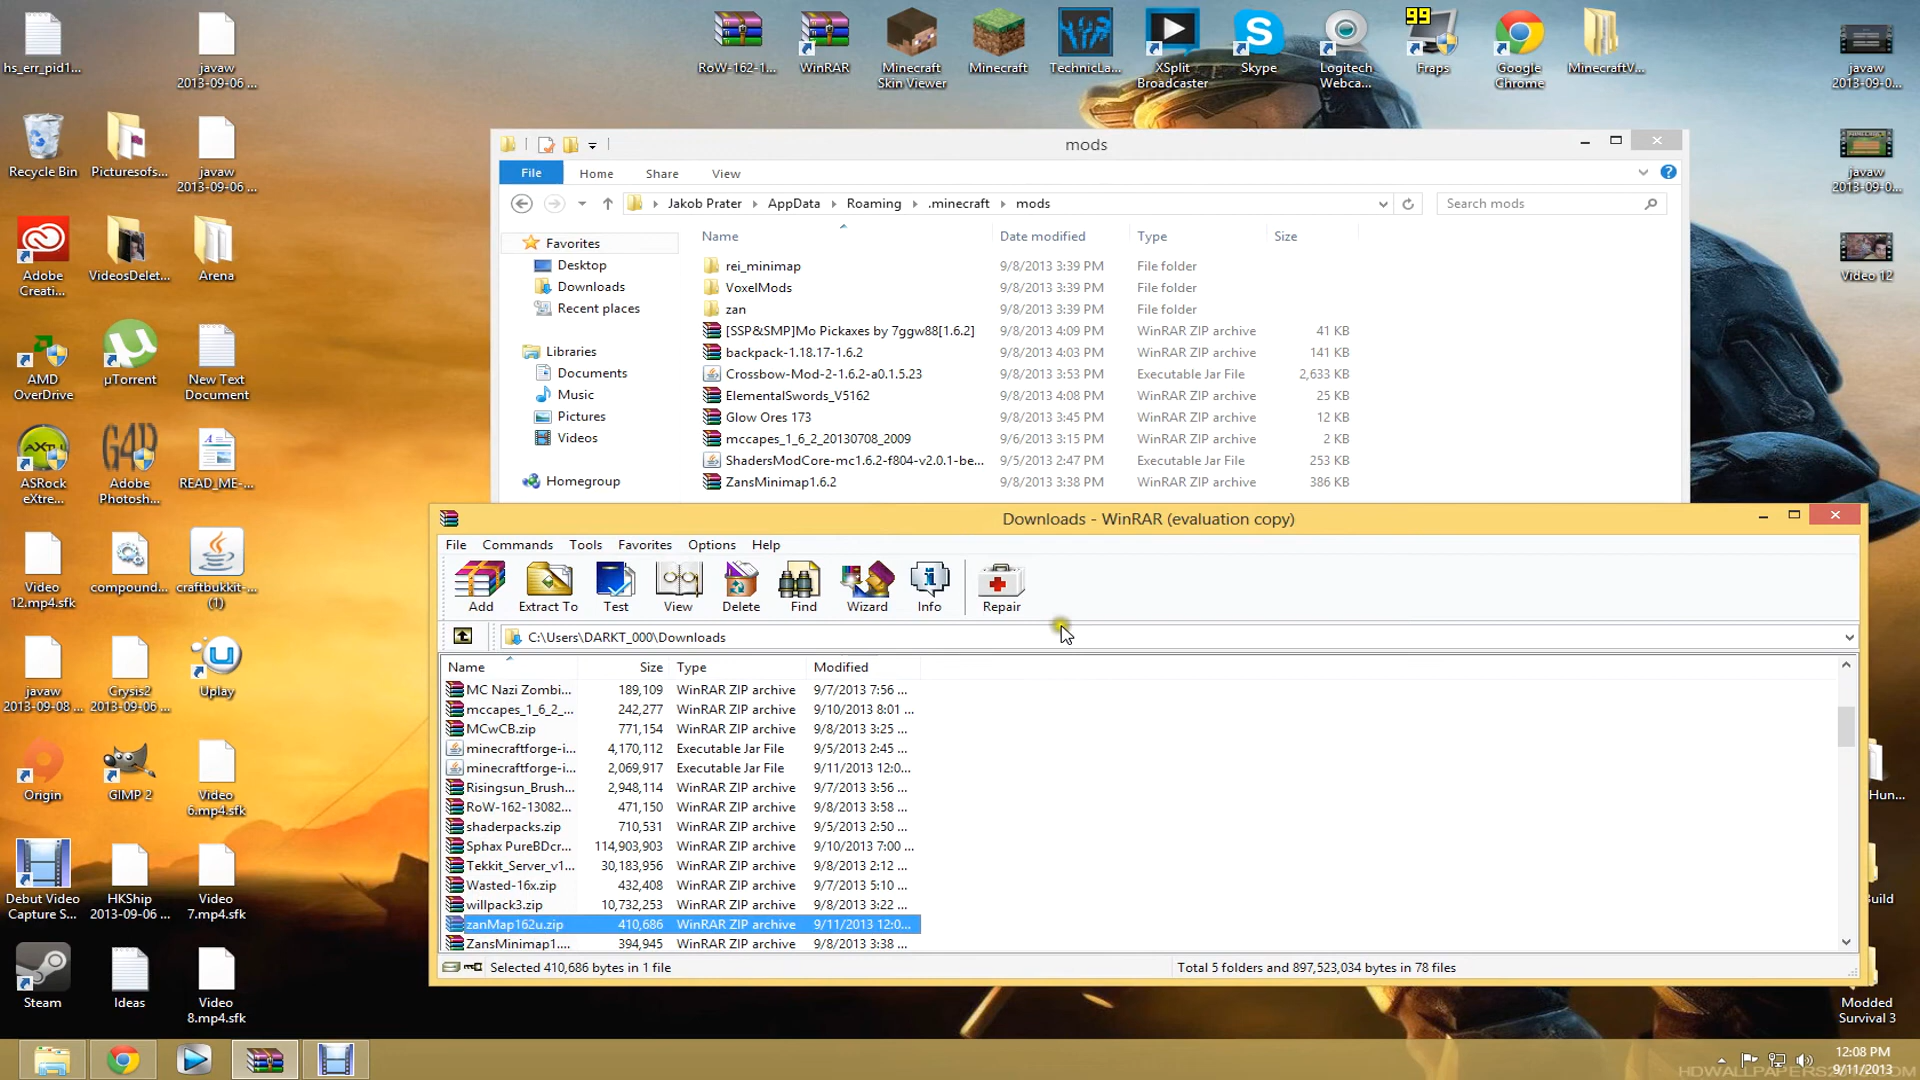 hs_err_pid1...
javaw
2013-09-06 ...
RoW-162-1...
WinRAR
Minecraft
Skin Viewer
Minecraft
TechnicLa...
XSplit
Broadcaster
Skype
Logitech
Webca...
99
Fraps
Google
Chrome
MinecraftV...
javaw
2013-09-0...
Recycle Bin
Picturesofs...
javaw
2013-09-06 ...
javaw
2013-09-0...
Adobe
Creati...
VideosDelet...
Arena
Video 12
AMD
OverDrive
µTorrent
New Text
Document
AXTU
ASRock
eXtre...
Adobe
Photosh...
READ_ME-...
Video
12.mp4.sfk
compound...
craftbukkit-...
(1)
javaw
2013-09-08 ...
Crysis2
2013-09-06 ...
Uplay
Origin
GIMP 2
Video
6.mp4.sfk
Debut Video
Capture S...
HKShip
2013-09-06 ...
Video
7.mp4.sfk
Steam
Ideas
Video
8.mp4.sfk
Hun...
uild
Modded
Survival 3
mods
File Home Share View
Jakob Prater AppData Roaming .minecraft mods
Search mods
Name Date modified Type Size
Favorites
Desktop
Downloads
Recent places
Libraries
Documents
Music
Pictures
Videos
Homegroup
rei_minimap 9/8/2013 3:39 PM File folder
VoxelMods 9/8/2013 3:39 PM File folder
zan 9/8/2013 3:39 PM File folder
[SSP&SMP]Mo Pickaxes by 7ggw88[1.6.2] 9/8/2013 4:09 PM WinRAR ZIP archive 41 KB
backpack-1.18.17-1.6.2 9/8/2013 4:03 PM WinRAR ZIP archive 141 KB
Crossbow-Mod-2-1.6.2-a0.1.5.23 9/8/2013 3:53 PM Executable Jar File 2,633 KB
ElementalSwords_V5162 9/8/2013 4:08 PM WinRAR ZIP archive 25 KB
Glow Ores 173 9/8/2013 3:45 PM WinRAR ZIP archive 12 KB
mccapes_1_6_2_20130708_2009 9/6/2013 3:15 PM WinRAR ZIP archive 2 KB
ShadersModCore-mc1.6.2-f804-v2.0.1-be... 9/5/2013 2:47 PM Executable Jar File 253 KB
ZansMinimap1.6.2 9/8/2013 3:38 PM WinRAR ZIP archive 386 KB
Downloads - WinRAR (evaluation copy)
File Commands Tools Favorites Options Help
Add Extract To Test View Delete Find Wizard Info Repair
C:\Users\DARKT_000\Downloads
Name Size Type Modified
MC Nazi Zombi... 189,109 WinRAR ZIP archive 9/7/2013 7:56 ...
mccapes_1_6_2_... 242,277 WinRAR ZIP archive 9/10/2013 8:01 ...
MCwCB.zip 771,154 WinRAR ZIP archive 9/8/2013 3:25 ...
minecraftforge-i... 4,170,112 Executable Jar File 9/5/2013 2:45 ...
minecraftforge-i... 2,069,917 Executable Jar File 9/11/2013 12:0...
Risingsun_Brush... 2,948,114 WinRAR ZIP archive 9/7/2013 3:56 ...
RoW-162-13082... 471,150 WinRAR ZIP archive 9/8/2013 3:58 ...
shaderpacks.zip 710,531 WinRAR ZIP archive 9/5/2013 2:50 ...
Sphax PureBDcr... 114,903,903 WinRAR ZIP archive 9/10/2013 7:00 ...
Tekkit_Server_v1... 30,183,956 WinRAR ZIP archive 9/8/2013 2:12 ...
Wasted-16x.zip 432,408 WinRAR ZIP archive 9/7/2013 5:10 ...
willpack3.zip 10,732,253 WinRAR ZIP archive 9/8/2013 3:22 ...
zanMap162u.zip 410,686 WinRAR ZIP archive 9/11/2013 12:0...
ZansMinimap1.... 394,945 WinRAR ZIP archive 9/8/2013 3:38 ...
Selected 410,686 bytes in 1 file
Total 5 folders and 897,523,034 bytes in 78 files
12:08 PM
9/11/2013